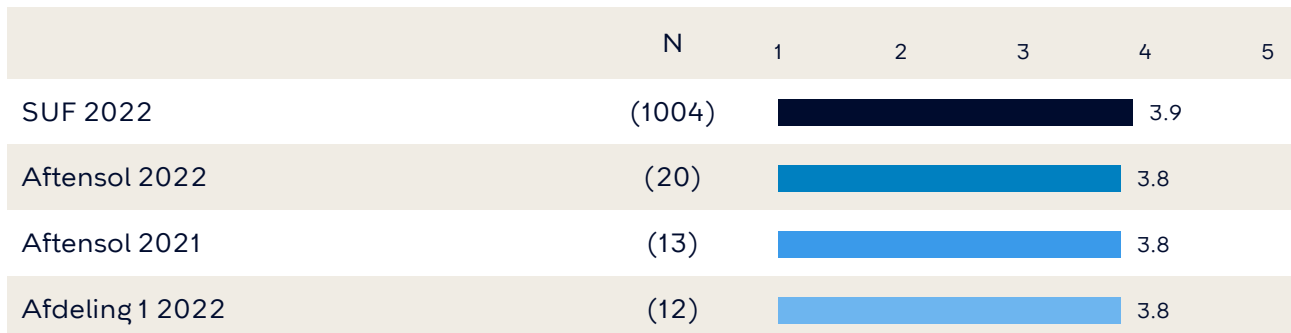 N 1 2 3 4 5
SUF 2022 (1004) 3.9
Aftensol 2022 (20) 3.8
Aftensol 2021 (13) 3.8
Afdeling 1 2022 (12) 3.8